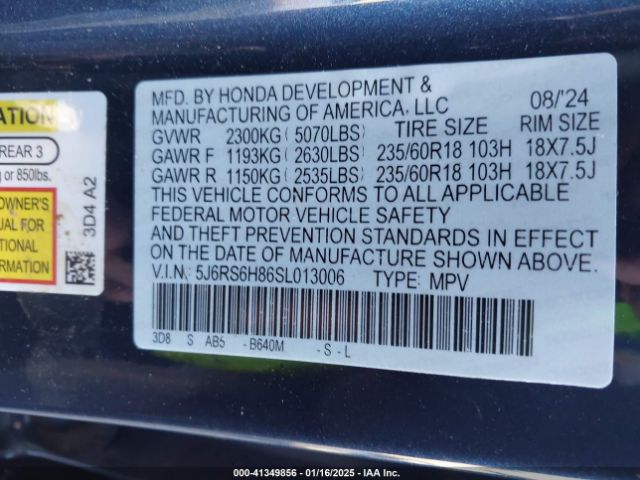 ATION
REAR 3
g or 850lbs.
OWNER'S
UAL FOR
TIONAL
FORMATION
3D4 A2
MFD. BY HONDA DEVELOPMENT &
MANUFACTURING OF AMERICA, LLC 08/'24
GVWR 2300KG( 5070LBS) TIRE SIZE RIM SIZE
GAWR F 1193KG( 2630LBS) 235/60R18 103H 18X7.5J
GAWR R 1150KG( 2535LBS) 235/60R18 103H 18X7.5J
THIS VEHICLE CONFORMS TO ALL APPLICABLE
FEDERAL MOTOR VEHICLE SAFETY
AND THEFT PREVENTION STANDARDS IN EFFECT
ON THE DATE OF MANUFACTURE SHOWN ABOVE.
V.I.N: 5J6RS6H86SL013006 TYPE: MPV
3D8 S AB5 - B640M - S - L
000-41349856 - 01/16/2025 - IAA Inc.